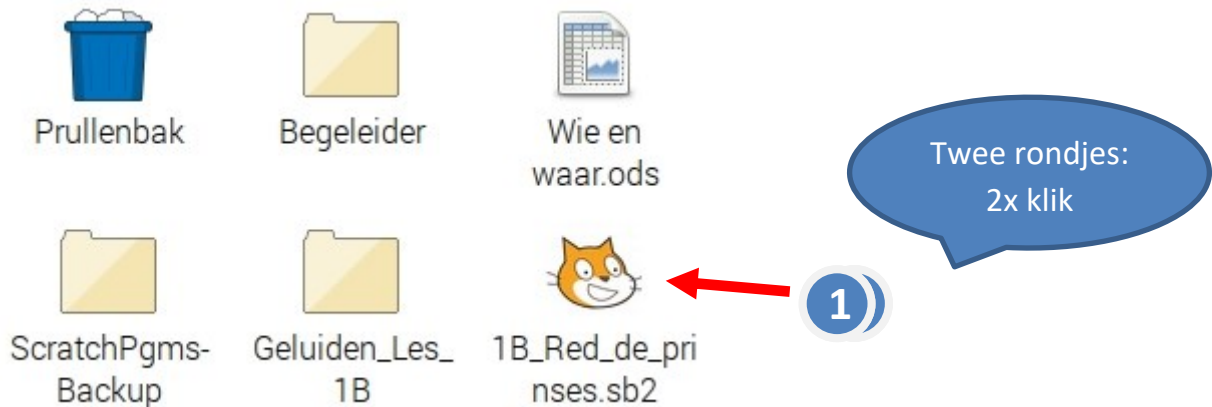 Prullenbak
Begeleider
Wie en
waar.ods
Twee rondjes:
2x klik
ScratchPgms-
Backup
Geluiden_Les_
1B
1B_Red_de_pri
nses.sb2
1